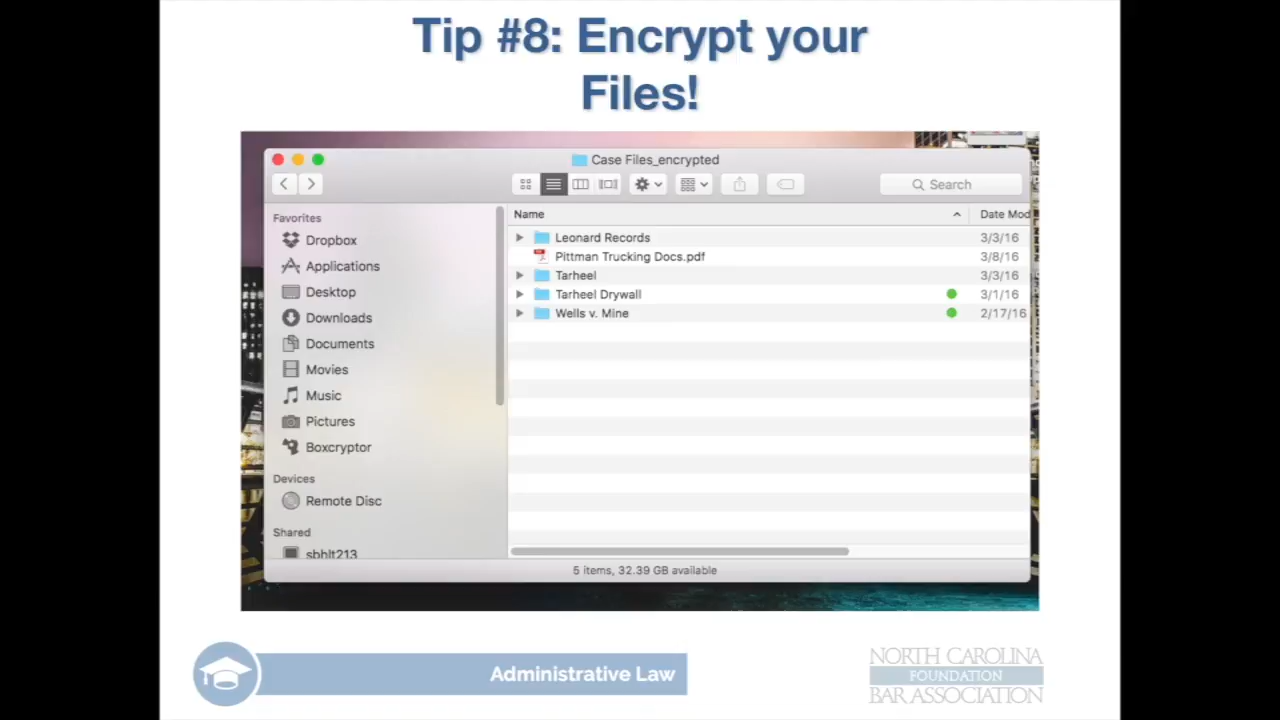 Tip #8: Encrypt your
Files!
Case Files_encrypted
Search
Favorites
Dropbox
Applications
Desktop
Downloads
Documents
Movies
Music
Pictures
Boxcryptor
Devices
Remote Disc
Shared
sbhlt213
Name
Date Mod
Leonard Records
3/3/16
Pittman Trucking Docs.pdf
3/8/16
Tarheel
3/3/16
Tarheel Drywall
3/1/16
Wells v. Mine
2/17/16
5 items, 32.39 GB available
Administrative Law
NORTH CAROLINA
FOUNDATION
BAR ASSOCIATION